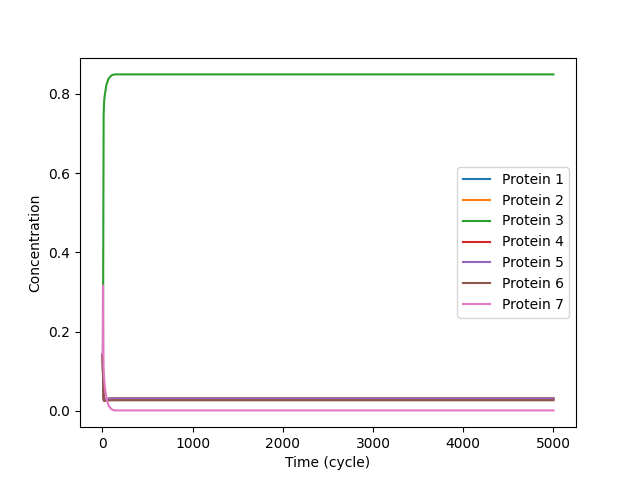 0.8
0.6
0.4
0.2
0.0
Concentration
Protein 1
Protein 2
Protein 3
Protein 4
Protein 5
Protein 6
Protein 7
0 1000 2000 3000 4000 5000
Time (cycle)